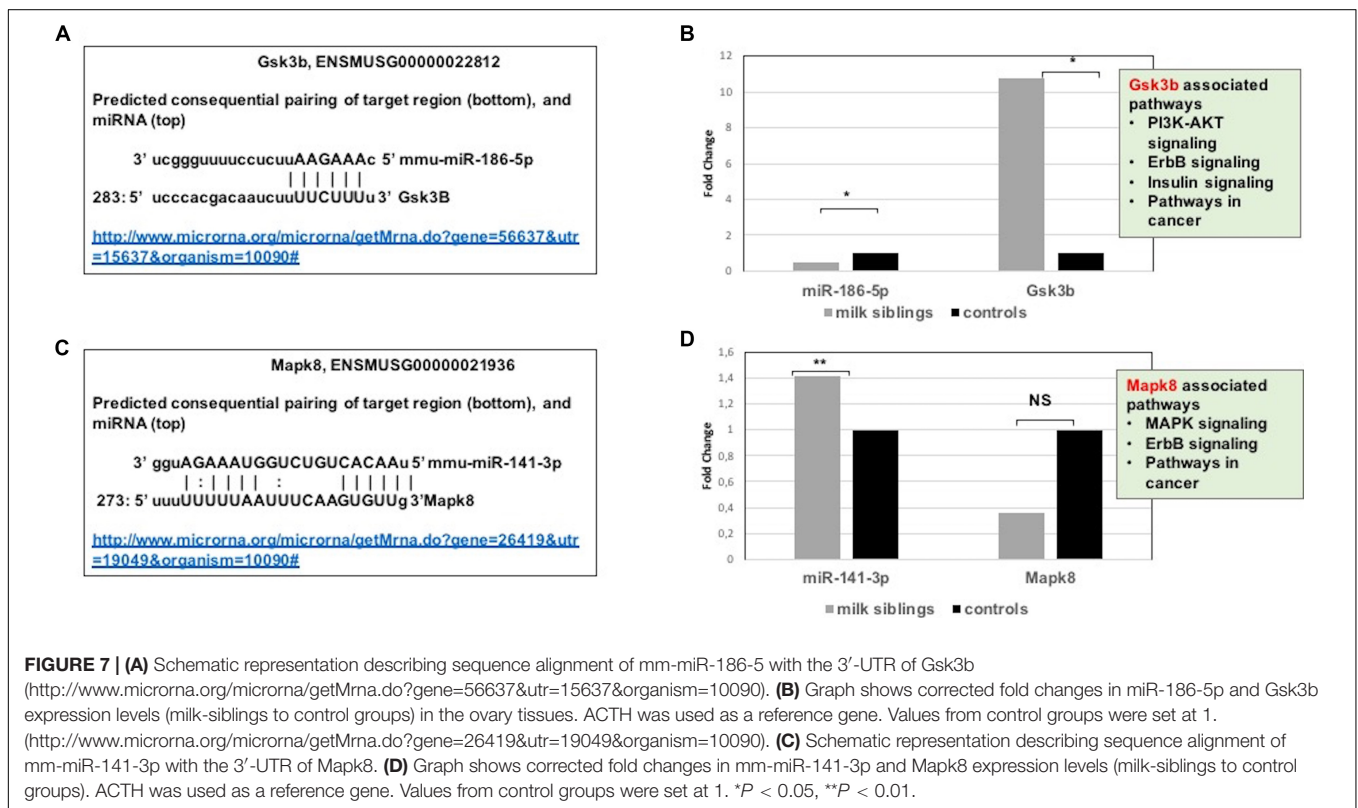 A
Gsk3b, ENSMUSG00000022812
Predicted consequential pairing of target region (bottom), and
miRNA (top)
3' ucggguuuuccucuuAAGAAAc 5' mmu-miR-186-5p
| | | | | |
283: 5' ucccacgacaaucuuUUCUUUu 3' Gsk3B
http://www.microrna.org/microrna/getMrna.do?gene=56637&utr
=15637&organism=10090#
B
Fold Change
12
10
8
6
4
2
0
*
*
miR-186-5p
Gsk3b
milk siblings
controls
Gsk3b associated
pathways
• PI3K-AKT
signaling
• ErbB signaling
• Insulin signaling
• Pathways in
cancer
C
Mapk8, ENSMUSG00000021936
Predicted consequential pairing of target region (bottom), and
miRNA (top)
3' gguAGAAAUGGUCUGUCACAAu 5' mmu-miR-141-3p
| : | | | | : | | | | | |
273: 5' uuuUUUUUAAUUUCAAGUGUUg 3'Mapk8
http://www.microrna.org/microrna/getMrna.do?gene=26419&utr
=19049&organism=10090#
D
Fold Change
1,6
1,4
1,2
1
0,8
0,6
0,4
0,2
0
**
NS
miR-141-3p
Mapk8
milk siblings
controls
Mapk8 associated
pathways
• MAPK signaling
• ErbB signaling
• Pathways in
cancer
FIGURE 7 | (A) Schematic representation describing sequence alignment of mm-miR-186-5 with the 3′-UTR of Gsk3b
(http://www.microrna.org/microrna/getMrna.do?gene=56637&utr=15637&organism=10090). (B) Graph shows corrected fold changes in miR-186-5p and Gsk3b
expression levels (milk-siblings to control groups) in the ovary tissues. ACTH was used as a reference gene. Values from control groups were set at 1.
(http://www.microrna.org/microrna/getMrna.do?gene=26419&utr=19049&organism=10090). (C) Schematic representation describing sequence alignment of
mm-miR-141-3p with the 3′-UTR of Mapk8. (D) Graph shows corrected fold changes in mm-miR-141-3p and Mapk8 expression levels (milk-siblings to control
groups). ACTH was used as a reference gene. Values from control groups were set at 1. *P < 0.05, **P < 0.01.